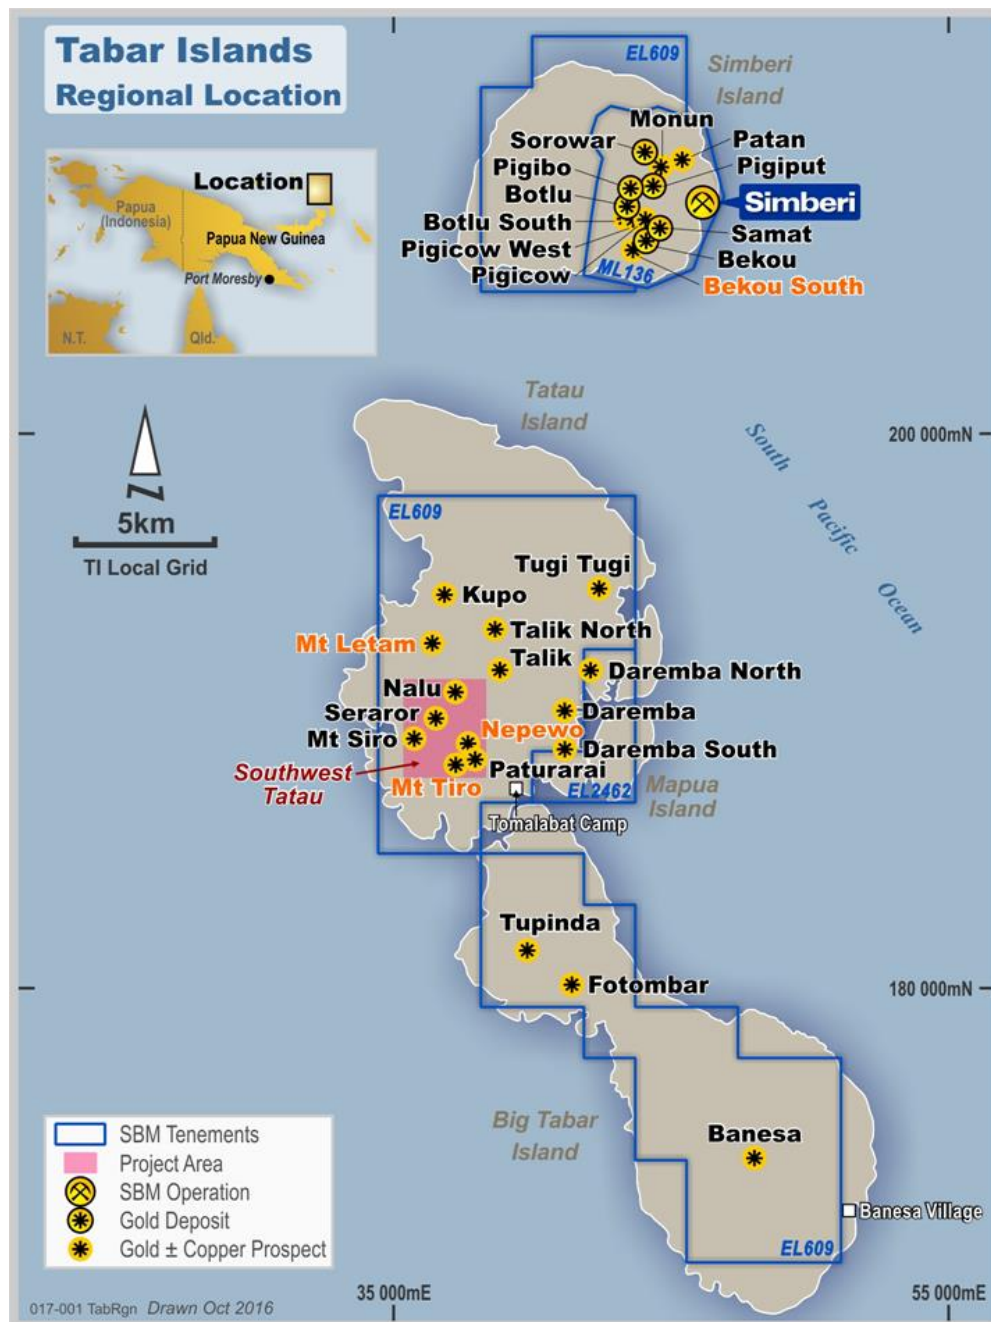 Tabar Islands
Regional Location
Location
Papua
(Indonesia)
Papua New Guinea
Port Moresby
N.T.
Qld.
EL609
Simberi
Island
Monun
Sorowar
Patan
Pigibo
Pigiput
Botlu
Simberi
Botlu South
Samat
Pigicow West
Bekou
Pigicow
ML136
Bekou South
Tatau
Island
South Pacific Ocean
200 000mN
N
5km
TI Local Grid
EL609
Tugi Tugi
Kupo
Talik North
Mt Letam
Talik
Daremba North
Nalu
Seraror
Daremba
Mt Siro
Nepewo
Daremba South
Southwest
Tatau
Paturarai
Mt Tiro
EL2462
Mapua
Island
Tomalabat Camp
Tupinda
Fotombar
180 000mN
Big Tabar
Island
Banesa
Banesa Village
EL609
SBM Tenements
Project Area
SBM Operation
Gold Deposit
Gold ± Copper Prospect
35 000mE
55 000mE
017-001 TabRgn Drawn Oct 2016